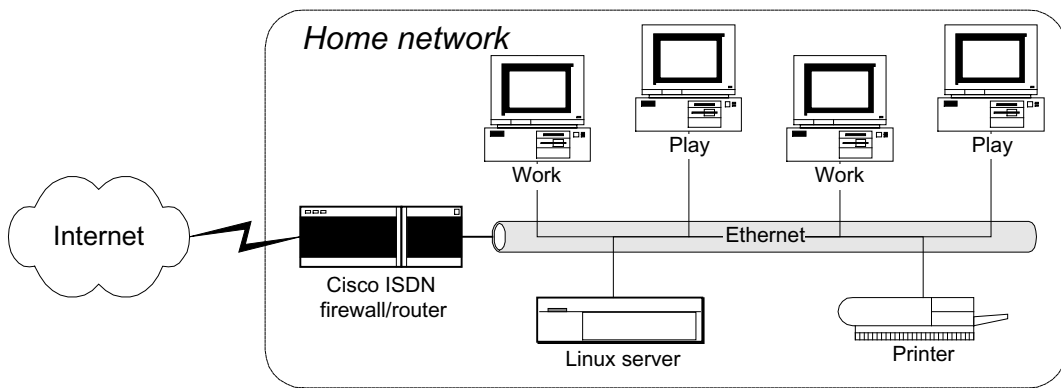 Home network
Play
Play
Work
Work
Internet
Ethernet
Cisco ISDN
firewall/router
Linux server
Printer